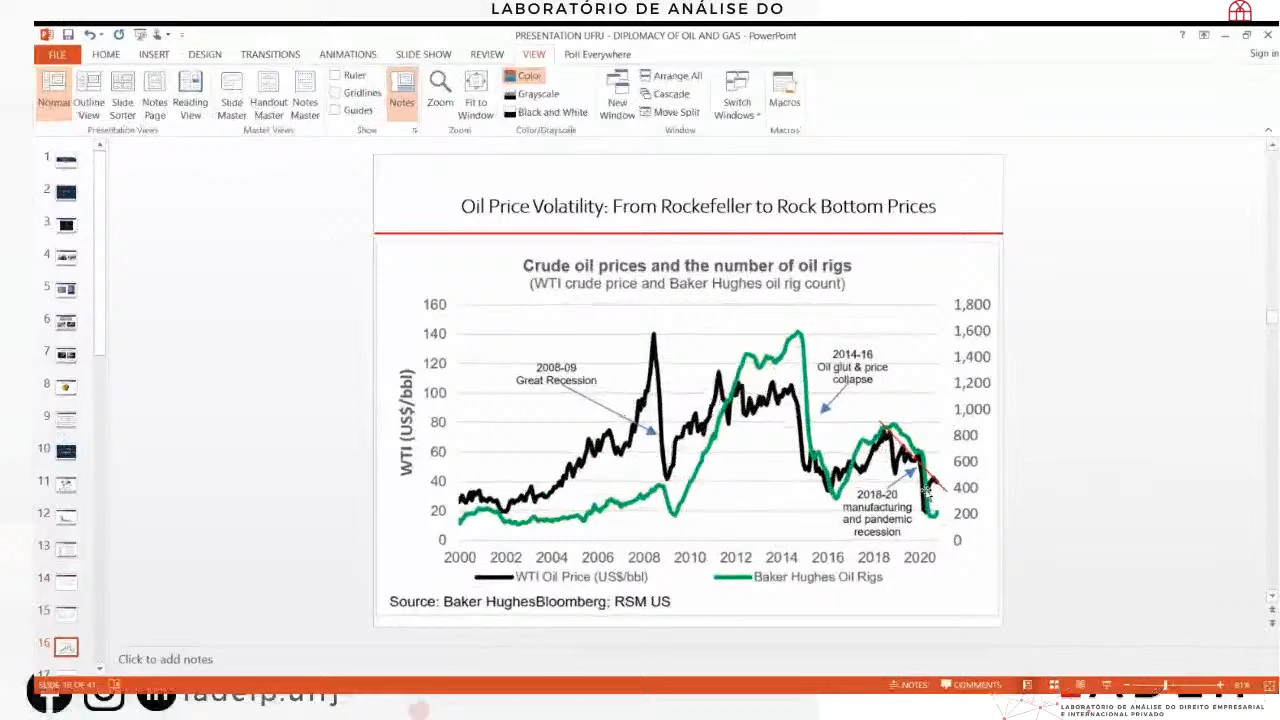 LABORATÓRIO DE ANÁLISE DO
PRESENTATION UFRJ - DIPLOMACY OF OIL AND GAS - PowerPoint
Sign in
FILE HOME INSERT DESIGN TRANSITIONS ANIMATIONS SLIDE SHOW REVIEW VIEW Poll Everywhere
Normal Outline View Slide Sorter Notes Page Reading View
Presentation Views
Slide Master Handout Master Notes Master
Master Views
Ruler
Gridlines
Guides
Show
Notes
Zoom Fit to Window
Zoom
Color
Grayscale
Black and White
Color/Grayscale
New Window
Arrange All
Cascade
Move Split
Switch Windows
Window
Macros
Macros
1
2
3
4
5
6
7
8
9
10
11
12
13
14
15
16
17
Oil Price Volatility: From Rockefeller to Rock Bottom Prices
Crude oil prices and the number of oil rigs
(WTI crude price and Baker Hughes oil rig count)
WTI (US$/bbl)
160 1,800
140 1,600
120 1,400
100 1,200
80 1,000
60 800
40 600
20 400
0 200
0
2008-09
Great Recession
2014-16
Oil glut & price
collapse
2018-20
manufacturing
and pandemic
recession
2000 2002 2004 2006 2008 2010 2012 2014 2016 2018 2020
WTI Oil Price (US$/bbl) Baker Hughes Oil Rigs
Source: Baker HughesBloomberg; RSM US
Click to add notes
SLIDE 16 OF 41
NOTES COMMENTS 81%
LABORATÓRIO DE ANÁLISE DO DIREITO EMPRESARIAL
E INTERNACIONAL PRIVADO